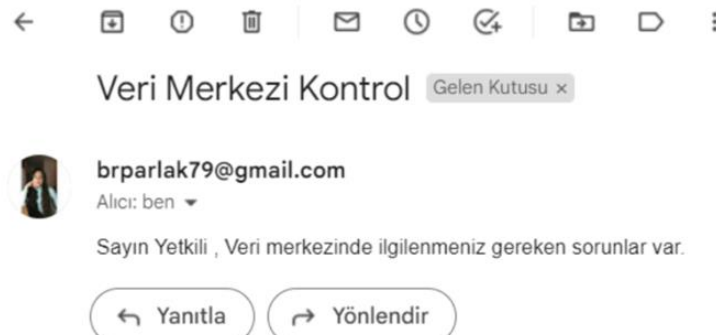 Veri Merkezi Kontrol Gelen Kutusu ×
brparlak79@gmail.com
Alıcı: ben
Sayın Yetkili , Veri merkezinde ilgilenmeniz gereken sorunlar var.
Yanıtla Yönlendir